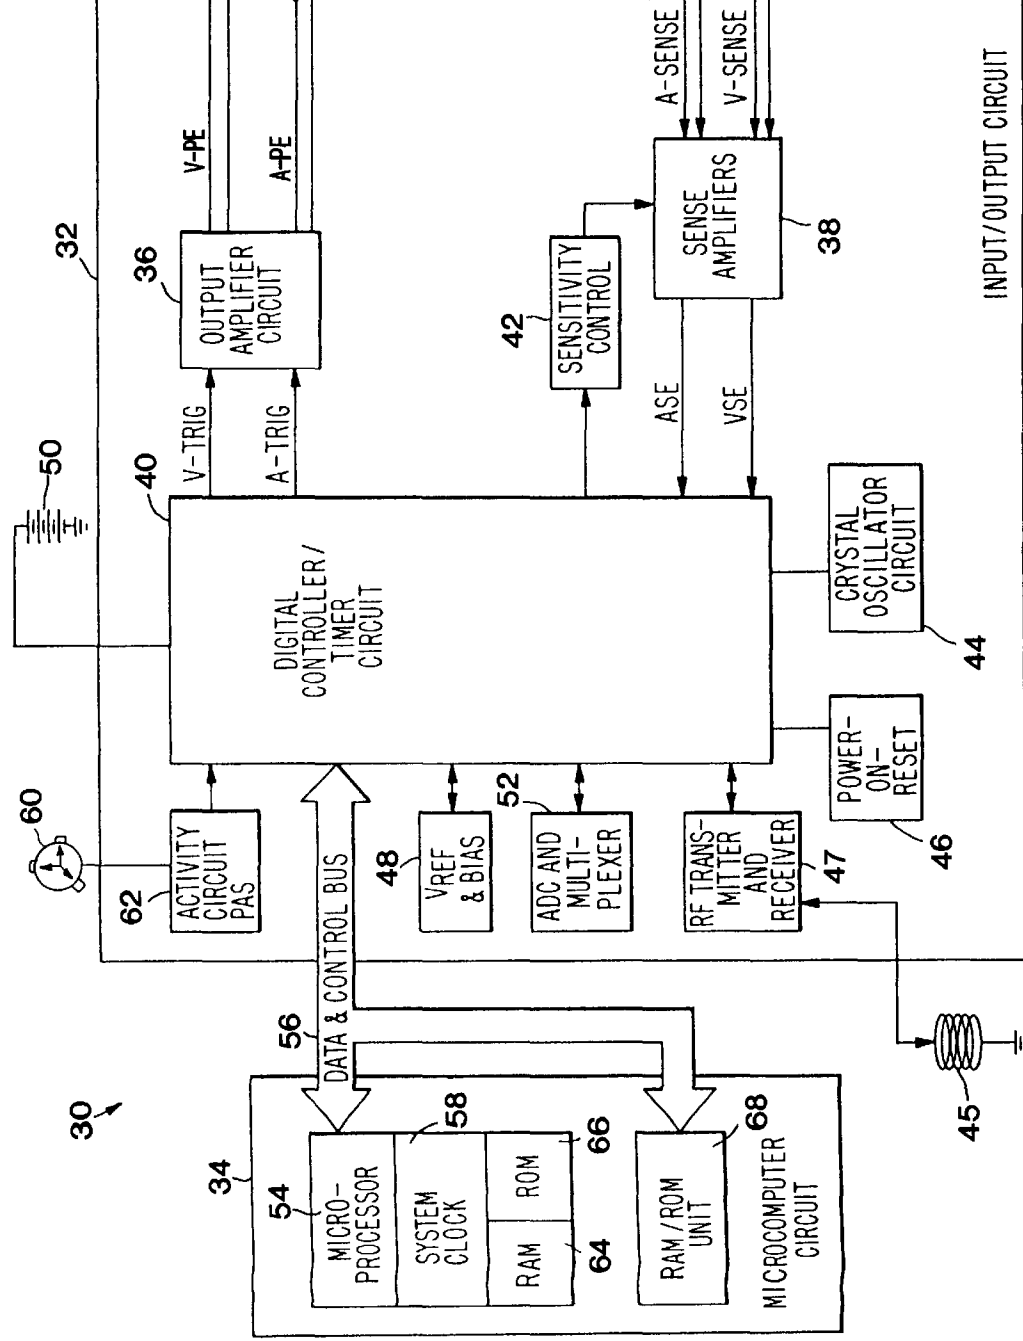 30
32
34
54
MICRO-
PROCESSOR
58
SYSTEM
CLOCK
RAM
ROM
64
66
RAM/ROM
UNIT
68
MICROCOMPUTER
CIRCUIT
56
DATA & CONTROL BUS
45
60
62
ACTIVITY
CIRCUIT
PAS
48
VREF
& BIAS
52
ADC AND
MULTI-
PLEXER
RF TRANS-
MITTER
AND
RECEIVER
47
POWER-
ON-
RESET
46
50
40
DIGITAL
CONTROLLER/
TIMER
CIRCUIT
CRYSTAL
OSCILLATOR
CIRCUIT
44
V-TRIG
A-TRIG
36
OUTPUT
AMPLIFIER
CIRCUIT
V-PE
A-PE
42
SENSITIVITY
CONTROL
ASE
VSE
SENSE
AMPLIFIERS
38
A-SENSE
V-SENSE
INPUT/OUTPUT CIRCUIT